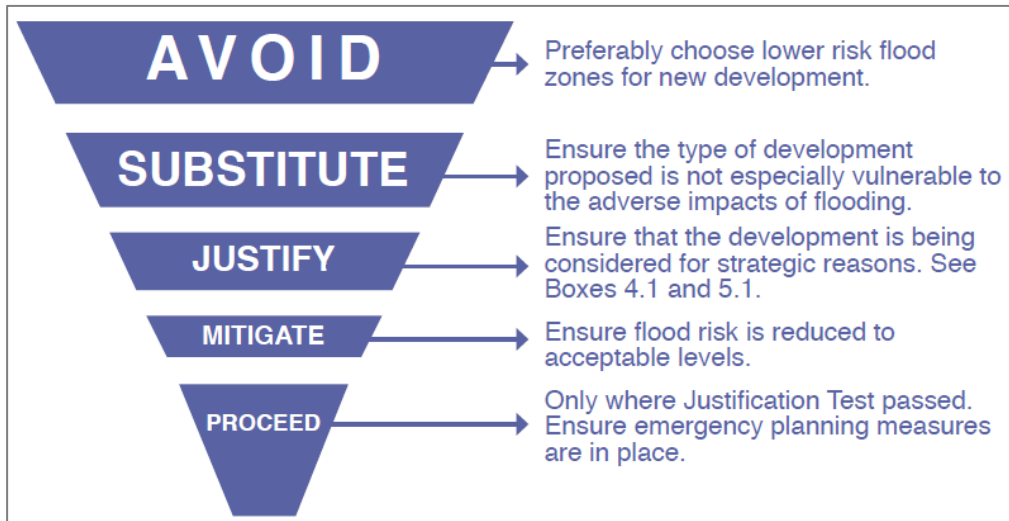 AVOID
Preferably choose lower risk flood
zones for new development.
SUBSTITUTE
Ensure the type of development
proposed is not especially vulnerable to
the adverse impacts of flooding.
JUSTIFY
Ensure that the development is being
considered for strategic reasons. See
Boxes 4.1 and 5.1.
MITIGATE
Ensure flood risk is reduced to
acceptable levels.
PROCEED
Only where Justification Test passed.
Ensure emergency planning measures
are in place.